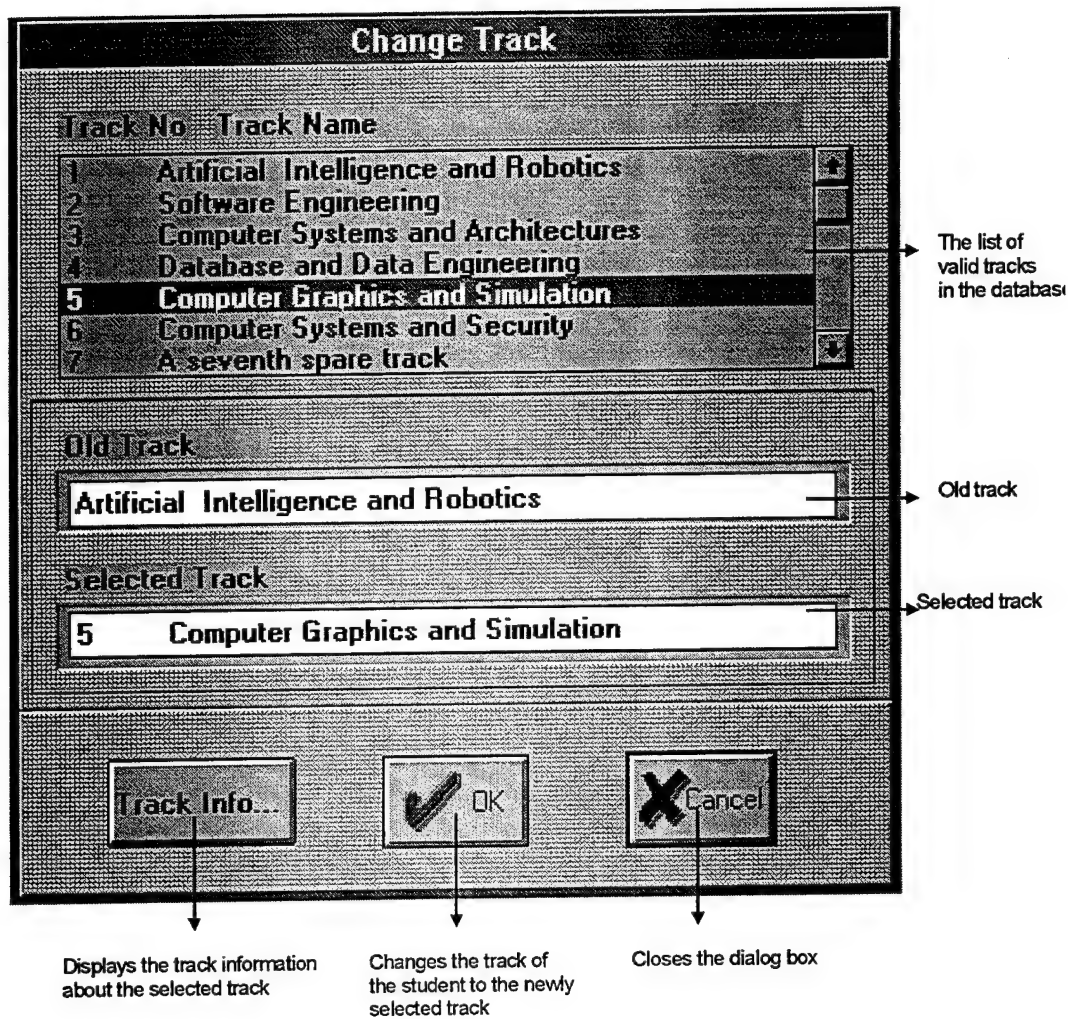 Change Track
Track No Track Name
1 Artificial Intelligence and Robotics
2 Software Engineering
3 Computer Systems and Architectures
4 Database and Data Engineering
5 Computer Graphics and Simulation
6 Computer Systems and Security
7 A seventh spare track
The list of
valid tracks
in the database
Old Track
Artificial Intelligence and Robotics
Old track
Selected Track
5 Computer Graphics and Simulation
Selected track
Track Info...
OK
Cancel
Displays the track information
about the selected track
Changes the track of
the student to the newly
selected track
Closes the dialog box